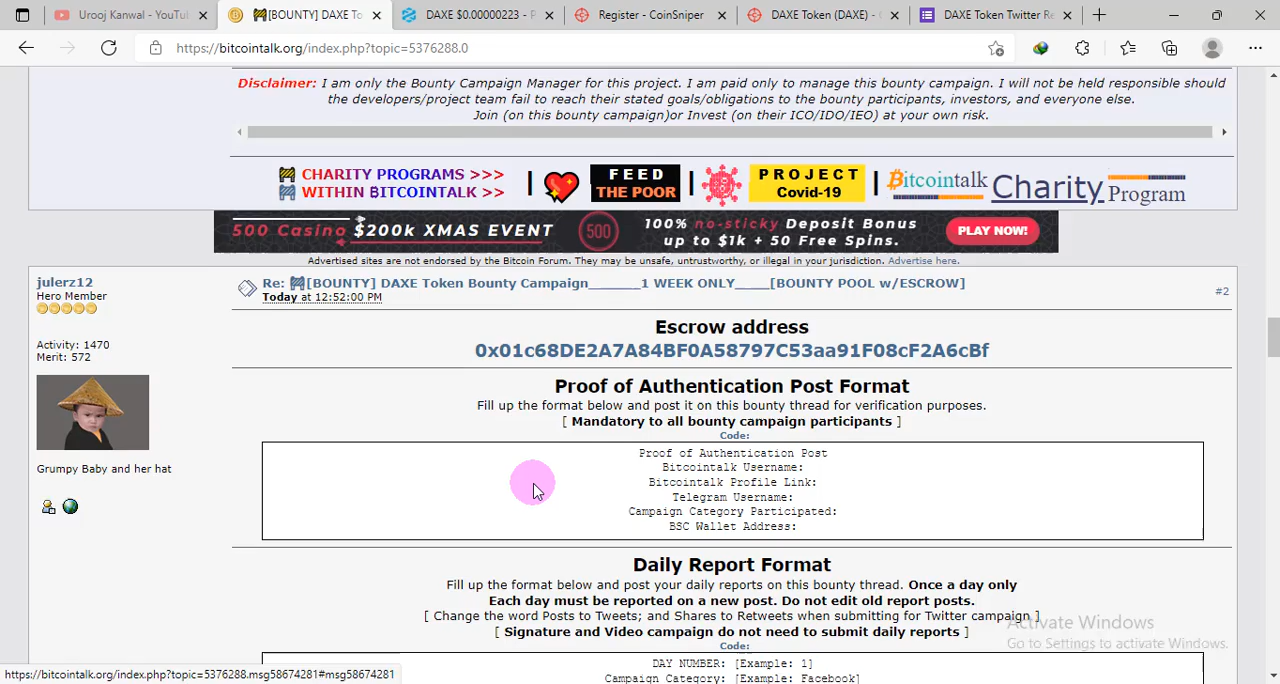 Urooj Kanwal - YouTu
[BOUNTY] DAXE To
DAXE $0.00000223 - P
Register - CoinSniper
DAXE Token (DAXE) -
DAXE Token Twitter Re
https://bitcointalk.org/index.php?topic=5376288.0
Disclaimer: I am only the Bounty Campaign Manager for this project. I am paid only to manage this bounty campaign. I will not be held responsible should
the developers/project team fail to reach their stated goals/obligations to the bounty participants, investors, and everyone else.
Join (on this bounty campaign)or Invest (on their ICO/IDO/IEO) at your own risk.
CHARITY PROGRAMS >>>
WITHIN BITCOINTALK >>
FEED
THE POOR
PROJECT
Covid-19
Bitcointalk Charity Program
500 Casino $200k XMAS EVENT
500
100% no-sticky Deposit Bonus
up to $1k + 50 Free Spins.
PLAY NOW!
Advertised sites are not endorsed by the Bitcoin Forum. They may be unsafe, untrustworthy, or illegal in your jurisdiction. Advertise here.
julerz12
Hero Member
Activity: 1470
Merit: 572
Grumpy Baby and her hat
Re: [BOUNTY] DAXE Token Bounty Campaign______1 WEEK ONLY____[BOUNTY POOL w/ESCROW]
Today at 12:52:00 PM
#2
Escrow address
0x01c68DE2A7A84BF0A58797C53aa91F08cF2A6cBf
Proof of Authentication Post Format
Fill up the format below and post it on this bounty thread for verification purposes.
[ Mandatory to all bounty campaign participants ]
Code:
Proof of Authentication Post
Bitcointalk Username:
Bitcointalk Profile Link:
Telegram Username:
Campaign Category Participated:
BSC Wallet Address:
Daily Report Format
Fill up the format below and post your daily reports on this bounty thread. Once a day only
Each day must be reported on a new post. Do not edit old report posts.
[ Change the word Posts to Tweets; and Shares to Retweets when submitting for Twitter campaign ]
[ Signature and Video campaign do not need to submit daily reports ]
Code:
DAY NUMBER: [Example: 1]
Campaign Category: [Example: Facebook]
Activate Windows
Go to Settings to activate Windows.
https://bitcointalk.org/index.php?topic=5376288.msg58674281#msg58674281